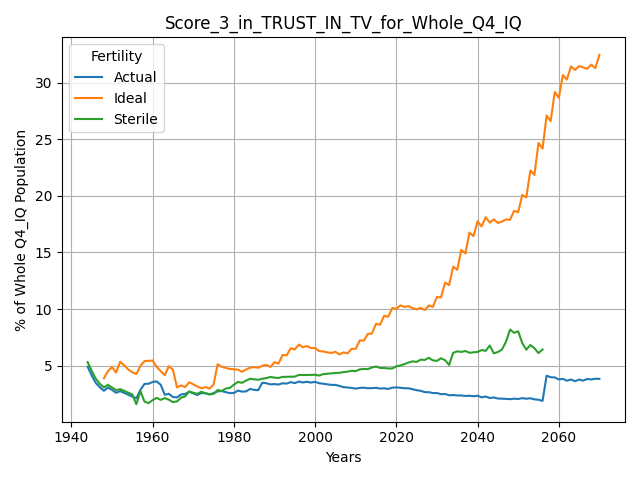 Score_3_in_TRUST_IN_TV_for_Whole_Q4_IQ
Fertility
Actual
Ideal
Sterile
% of Whole Q4_IQ Population
30
25
20
15
10
5
1940 1960 1980 2000 2020 2040 2060
Years